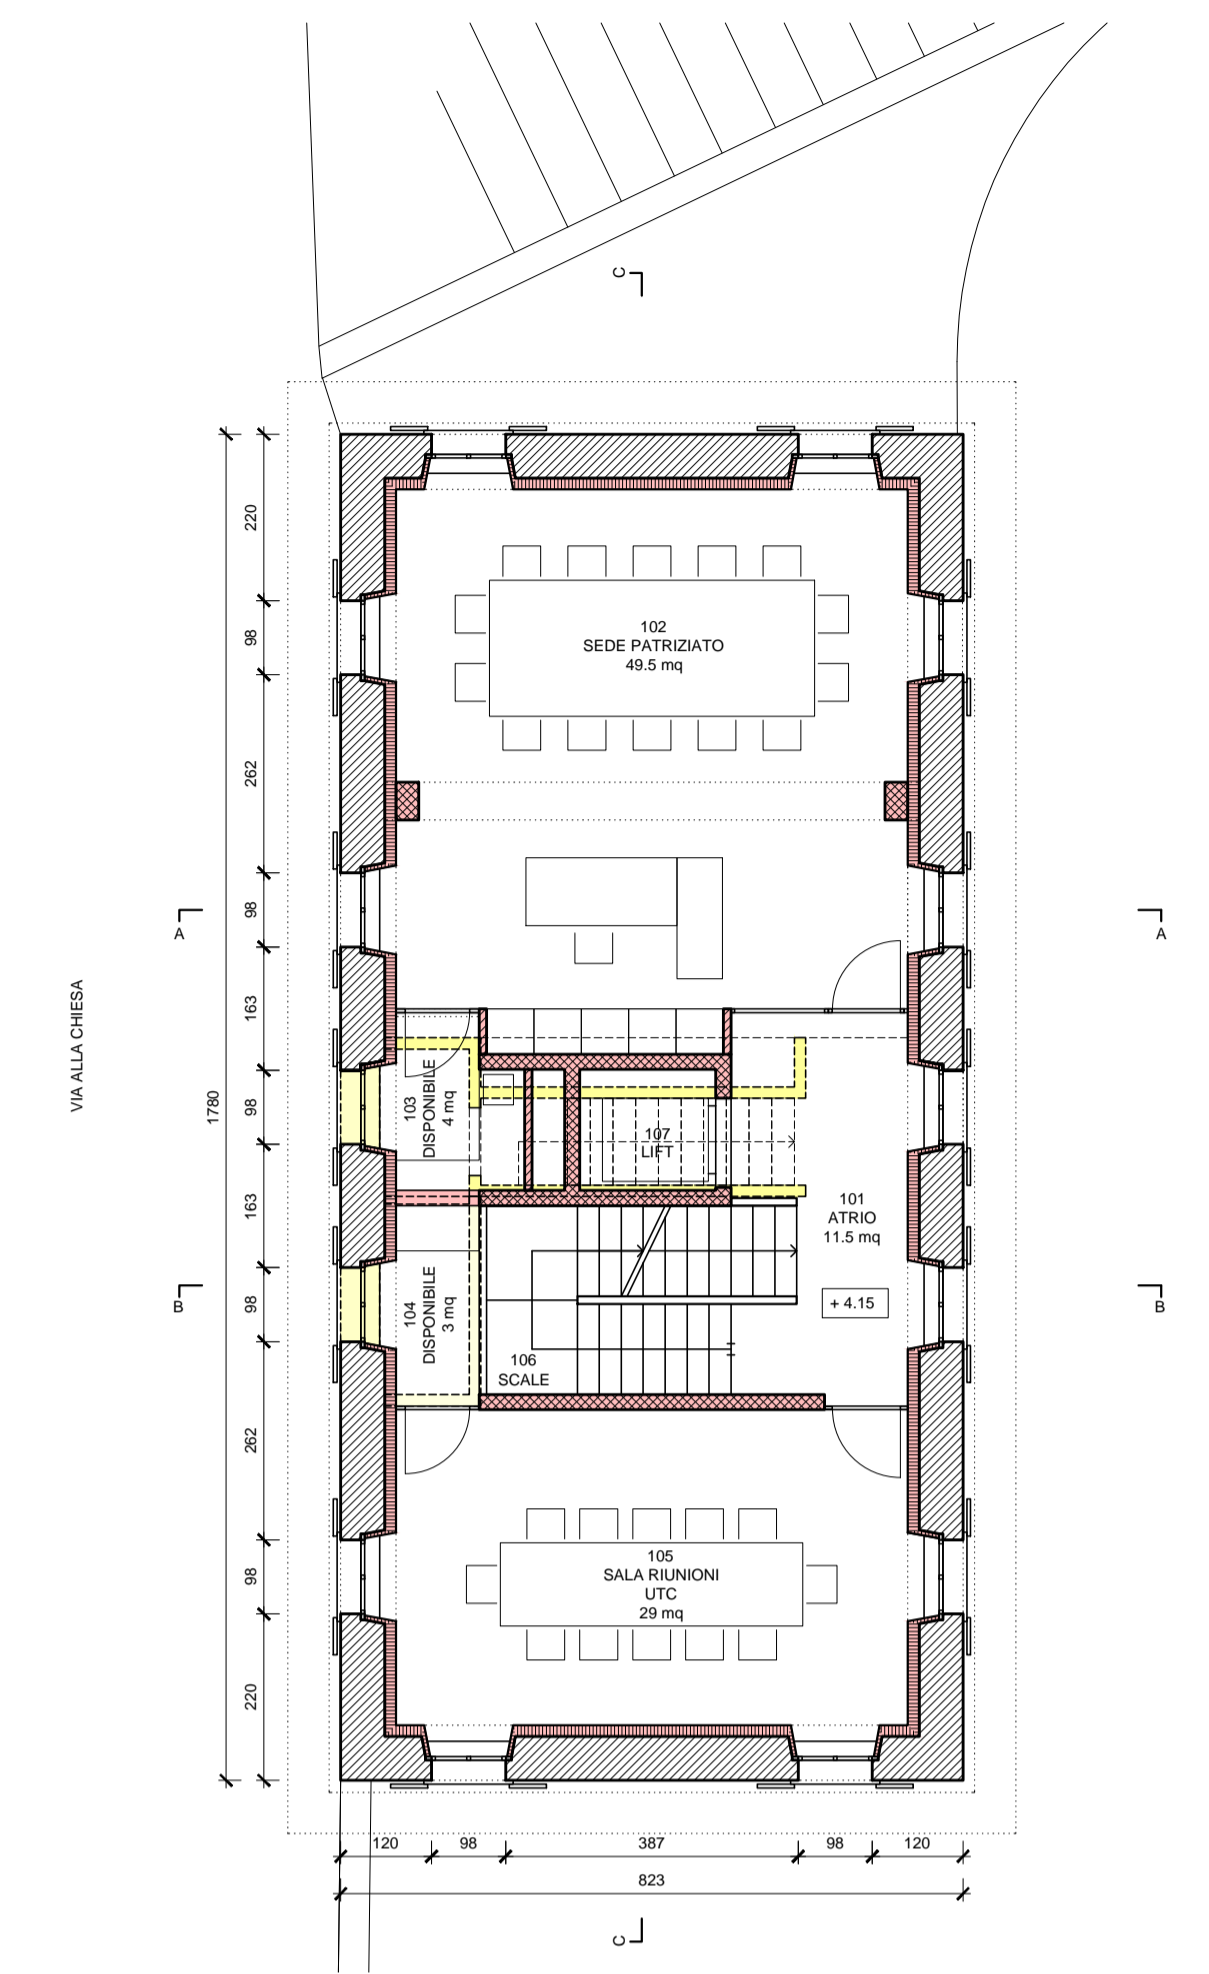 C
220
98
262
98
163
98
163
98
262
98
220
1780
VIA ALLA CHIESA
102
SEDE PATRIZIATO
49.5 mq
A
A
103
DISPONIBILE
4 mq
107
LIFT
101
ATRIO
11.5 mq
+ 4.15
B
B
104
DISPONIBILE
3 mq
106
SCALE
105
SALA RIUNIONI
UTC
29 mq
120
98
387
98
120
823
C